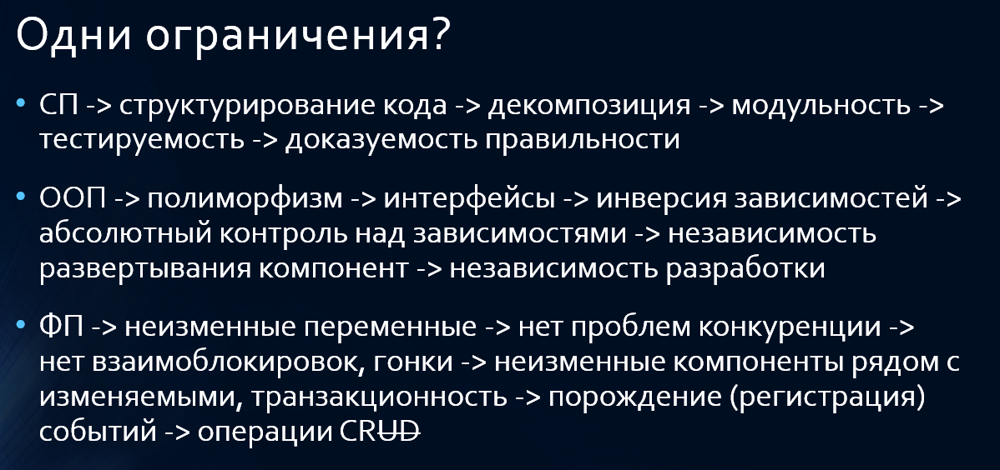 Одни ограничения?
• СП -> структурирование кода -> декомпозиция -> модульность ->
тестируемость -> доказуемость правильности
• ООП -> полиморфизм -> интерфейсы -> инверсия зависимостей ->
абсолютный контроль над зависимостями -> независимость
развертывания компонент -> независимость разработки
• ФП -> неизменные переменные -> нет проблем конкуренции ->
нет взаимоблокировок, гонки -> неизменные компоненты рядом с
изменяемыми, транзакционность -> порождение (регистрация)
событий -> операции CRUD